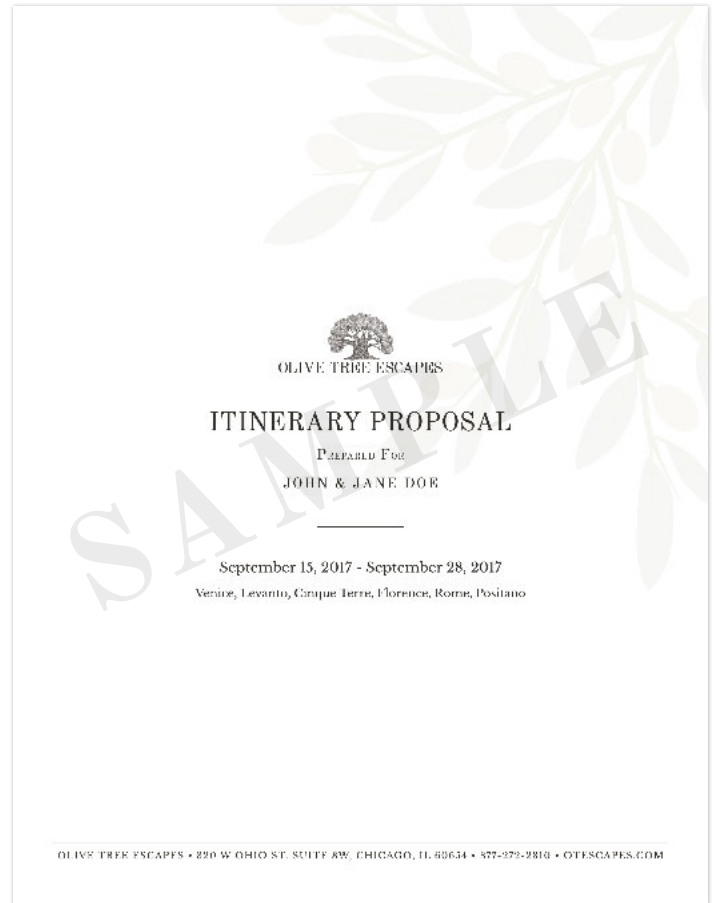 OLIVE TREE ESCAPES
ITINERARY PROPOSAL
PREPARED FOR
JOHN & JANE DOE
September 15, 2017 - September 28, 2017
Venice, Levanto, Cinque Terre, Florence, Rome, Positano
SAMPLE
OLIVE TREE ESCAPES • 820 W OHIO ST. SUITE 8W, CHICAGO, IL 60654 • 877-272-2810 • OTESCAPES.COM